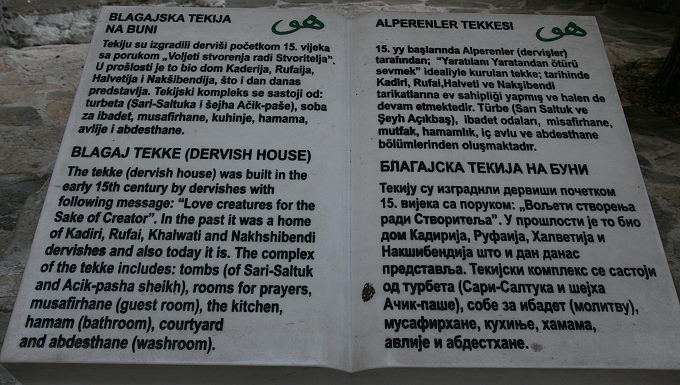 BLAGAJSKA TEKIJA
NA BUNI
هو
Tekiju su izgradili derviši početkom 15. vijeka
sa porukom „Voljeti stvorenja radi Stvoritelja”.
U prošlosti je to bio dom Kaderija, Rufaija,
Halvetija i Nakšibendija, što i dan danas
predstavlja. Tekijski kompleks se sastoji od:
turbeta (Sari-Saltuka i šejha Ačik-paše), soba
za ibadet, musafirhane, kuhinje, hamama,
avlije i abdesthane.
BLAGAJ TEKKE (DERVISH HOUSE)
The tekke (dervish house) was built in the
early 15th century by dervishes with
following message: “Love creatures for the
Sake of Creator”. In the past it was a home
of Kadiri, Rufai, Khalwati and Nakhshibendi
dervishes and also today it is. The complex
of the tekke includes: tombs (of Sari-Saltuk
and Acik-pasha sheikh), rooms for prayers,
musafirhane (guest room), the kitchen,
hamam (bathroom), courtyard
and abdesthane (washroom).
ALPERENLER TEKKESI
هو
15. yy başlarında Alperenler (dervişler)
tarafından; “Yaratılanı Yaratandan ötürü
sevmek” idealiyle kurulan tekke; tarihinde
Kadiri, Rufai,Halveti ve Nakşibendi
tarikatlarına ev sahipliği yapmış ve halen de
devam etmektedir. Türbe (Sarı Saltuk ve
Şeyh Açıkbaş), ibadet odaları, misafirhane,
mutfak, hamamlık, iç avlu ve abdesthane
bölümlerinden oluşmaktadır.
БЛАГАЈСКА ТЕКИЈА НА БУНИ
Текију су изграднли дервиши почетком
15. вијека са поруком: „Вољети створења
ради Створитеља”. У прошлости је то био
дом Кадирија, Руфаија, Халветија и
Накшибендија што и дан данас
представља. Текијски комплекс се састоји
од турбета (Сари-Салтука и шејха
Ачик-паше), собе за ибадет (молитву),
мусафирхане, кухиње, хамама,
авлије и абдестхане.